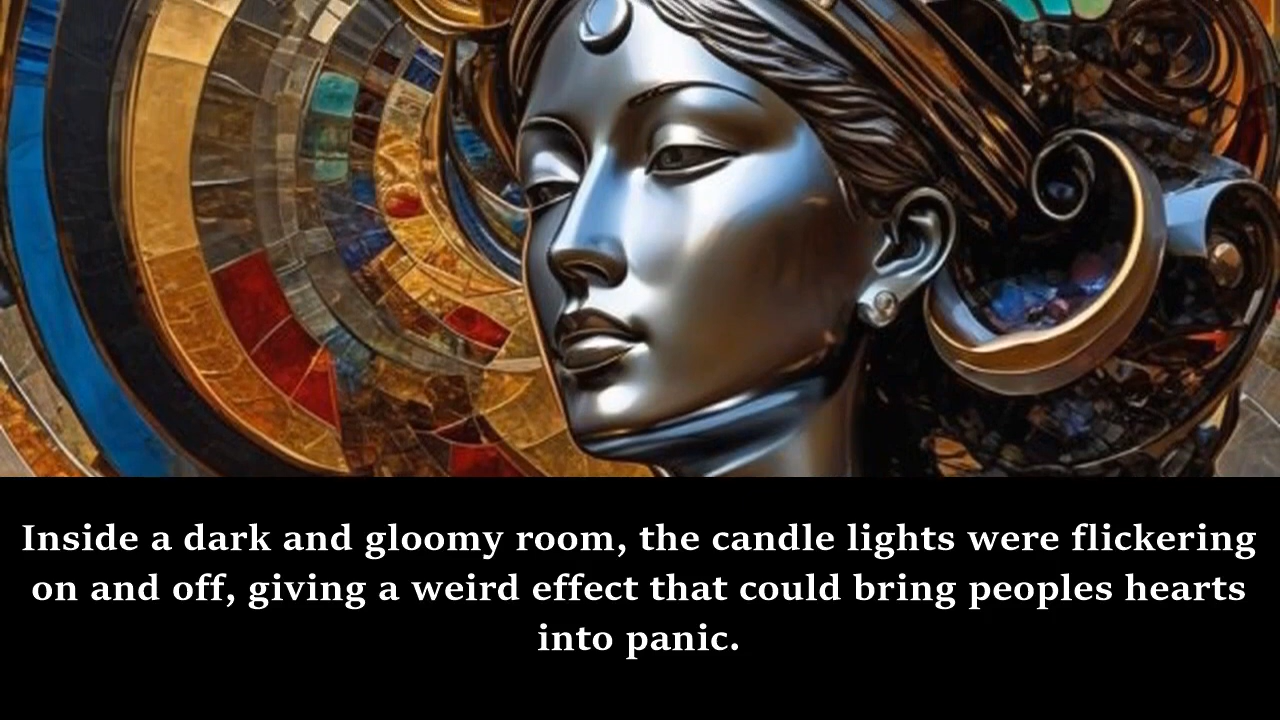 Inside a dark and gloomy room, the candle lights were flickering
on and off, giving a weird effect that could bring peoples hearts
into panic.